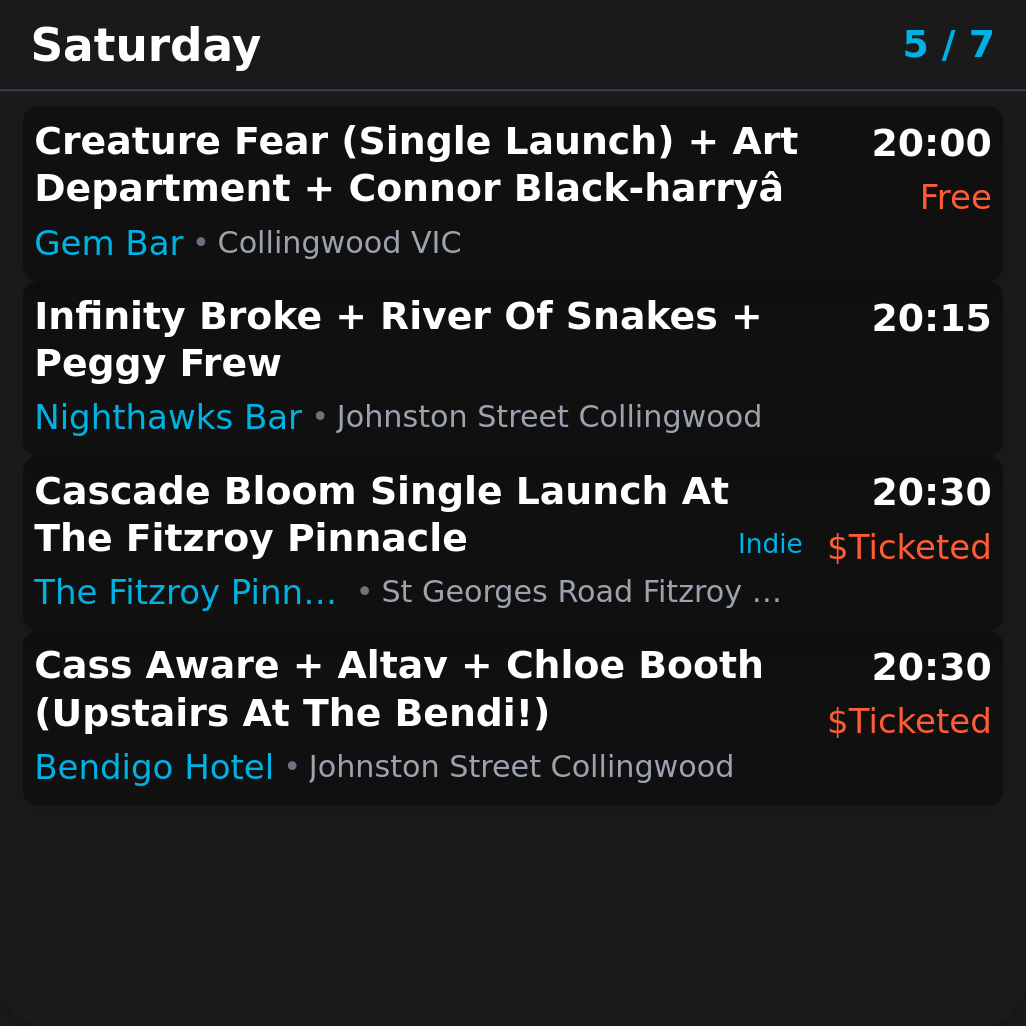 Saturday 5 / 7
Creature Fear (Single Launch) + Art 20:00
Department + Connor Black-harryâ Free
Gem Bar • Collingwood VIC
Infinity Broke + River Of Snakes + 20:15
Peggy Frew
Nighthawks Bar • Johnston Street Collingwood
Cascade Bloom Single Launch At 20:30
The Fitzroy Pinnacle Indie $Ticketed
The Fitzroy Pinn… • St Georges Road Fitzroy …
Cass Aware + Altav + Chloe Booth 20:30
(Upstairs At The Bendi!) $Ticketed
Bendigo Hotel • Johnston Street Collingwood